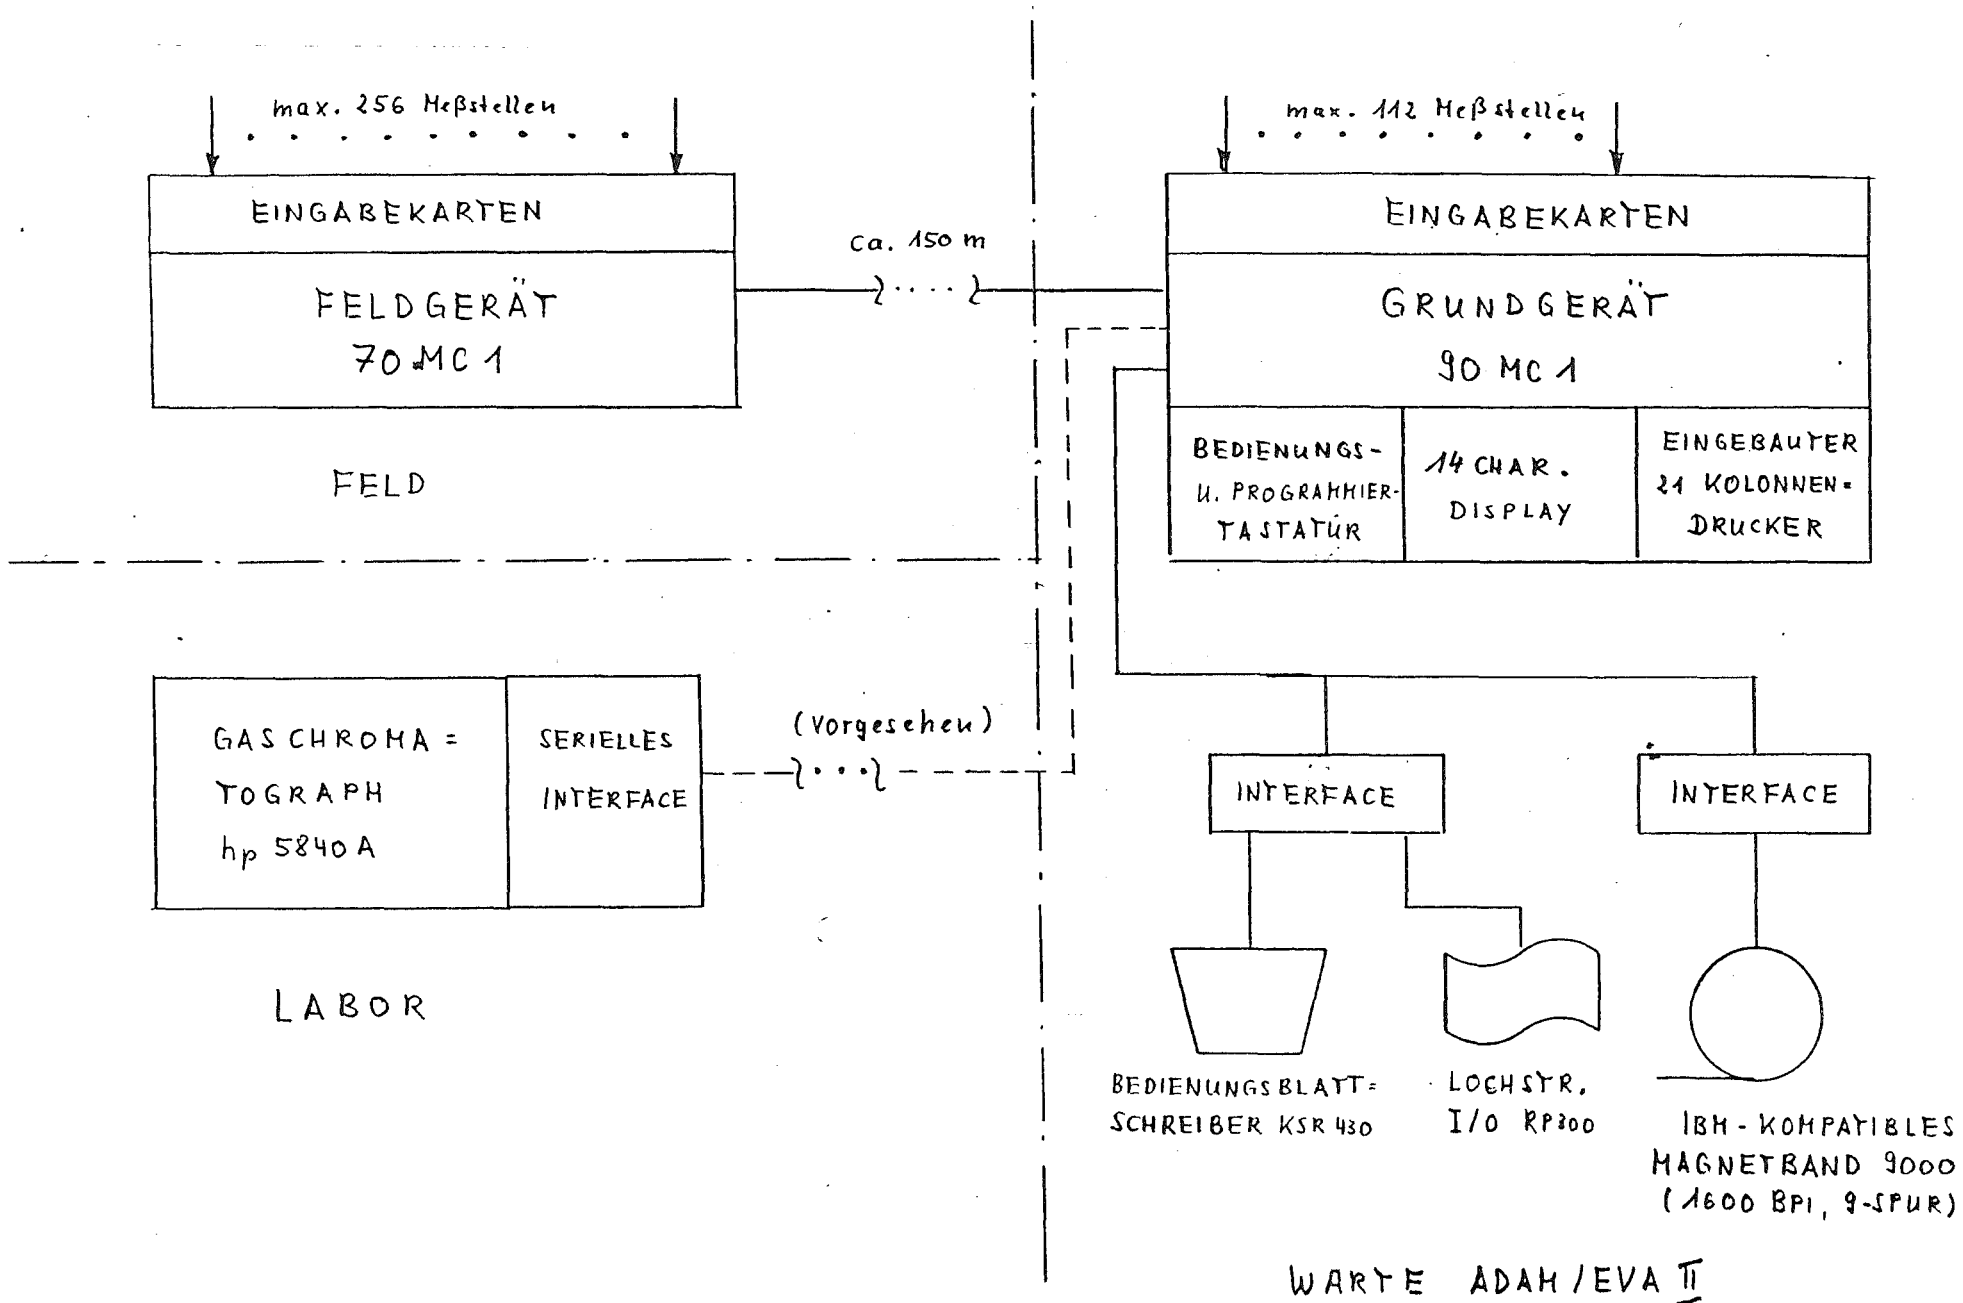 max. 256 Meßstellen
EINGABEKARTEN
FELDGERÄT
70 MC 1
FELD
ca. 150 m
max. 112 Meßstellen
EINGABEKARTEN
GRUNDGERÄT
90 MC 1
BEDIENUNGS-
U. PROGRAMMIER-
TASTATUR
14 CHAR.
DISPLAY
EINGEBAUTER
21 KOLONNEN=
DRUCKER
GASCHROMA=
TOGRAPH
hp 5840 A
SERIELLES
INTERFACE
(vorgesehen)
LABOR
INTERFACE
INTERFACE
BEDIENUNGSBLATT=
SCHREIBER KSR 430
LOCHSTR.
I/O RP300
IBM-KOMPATIBLES
MAGNETBAND 9000
(1600 BPI, 9-SPUR)
WARTE ADAM/EVA II